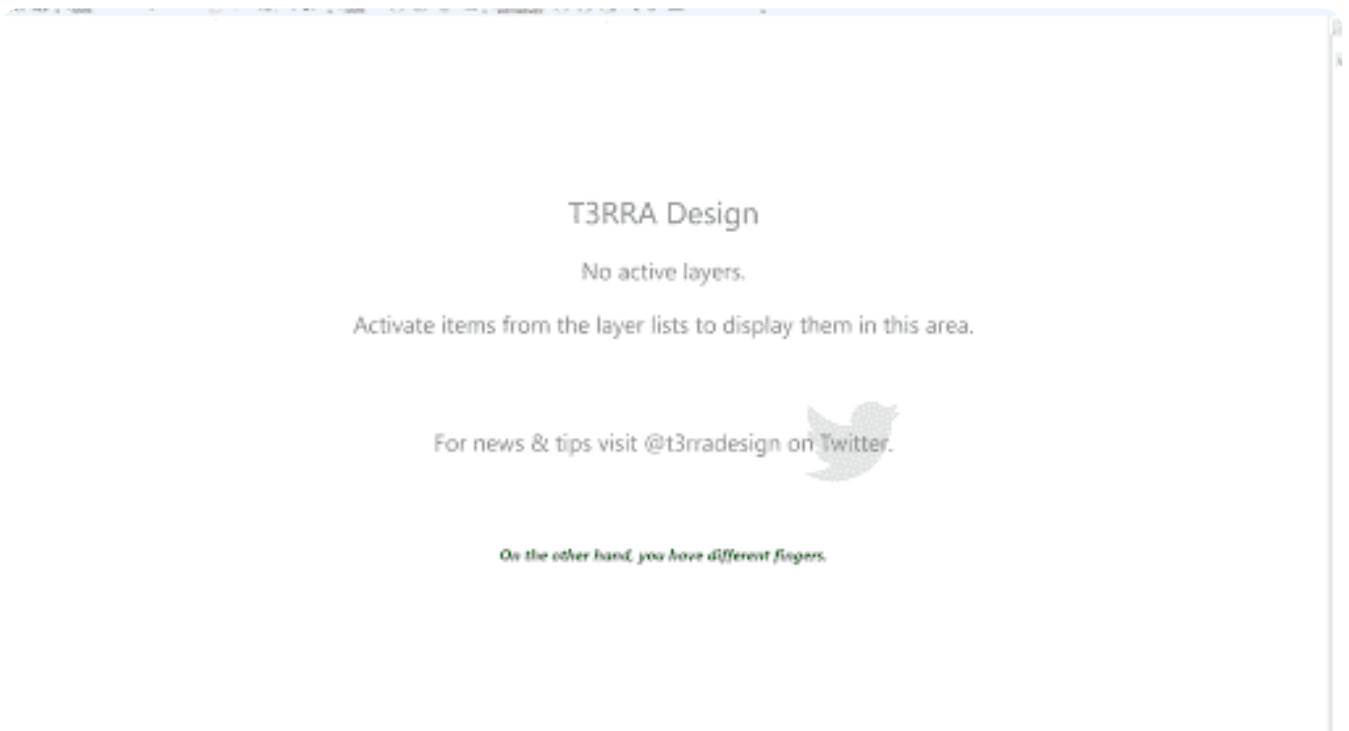 T3RRA Design
No active layers.
Activate items from the layer lists to display them in this area.
For news & tips visit @t3rradesign on Twitter.
On the other hand, you have different fingers.